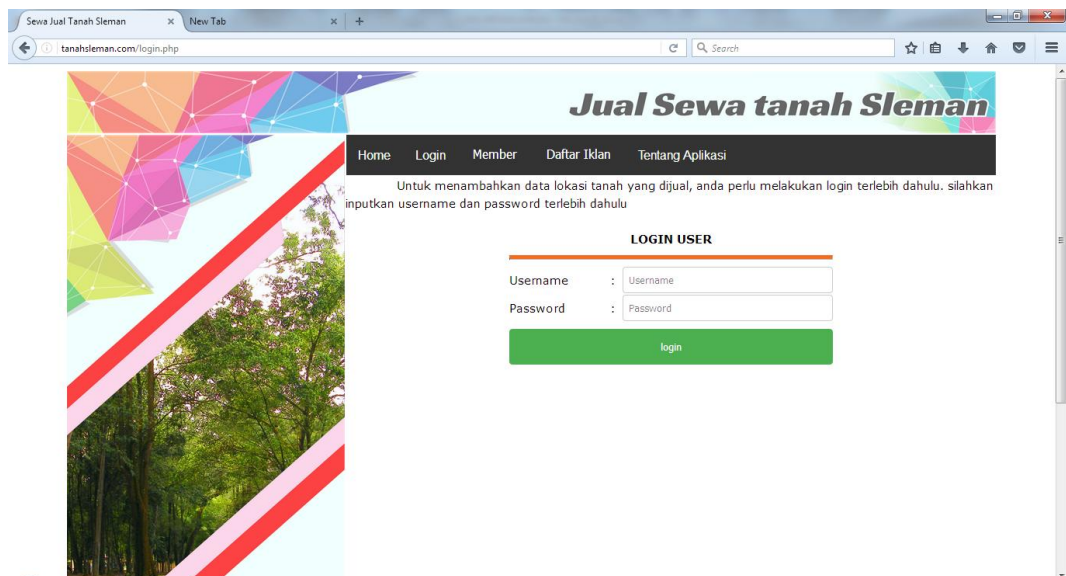 Sewa Jual Tanah Sleman
New Tab
tanahsleman.com/login.php
Search
Jual Sewa tanah Sleman
Home Login Member Daftar Iklan Tentang Aplikasi
Untuk menambahkan data lokasi tanah yang dijual, anda perlu melakukan login terlebih dahulu. silahkan
inputkan username dan password terlebih dahulu
LOGIN USER
Username : Username
Password : Password
login